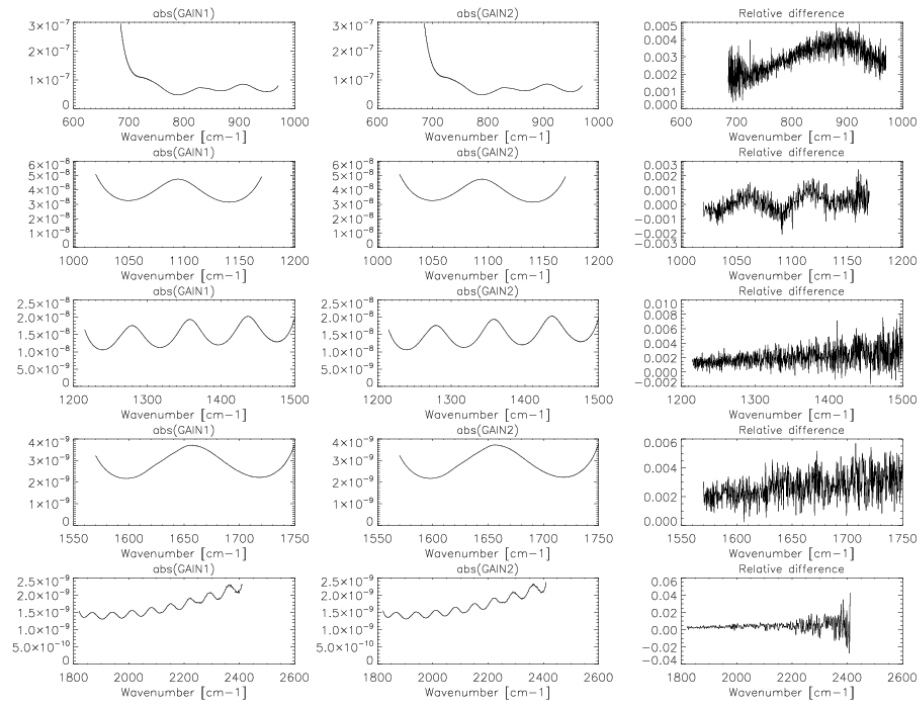 abs(GAIN1) abs(GAIN2) Relative difference
3×10⁻⁷ 3×10⁻⁷ 0.005
2×10⁻⁷ 2×10⁻⁷ 0.004
0.003
1×10⁻⁷ 1×10⁻⁷ 0.002
0.001
0 0 0.000
600 700 800 900 1000 600 700 800 900 1000 600 700 800 900 1000
Wavenumber [cm-1] Wavenumber [cm-1] Wavenumber [cm-1]
abs(GAIN1) abs(GAIN2) Relative difference
6×10⁻⁸ 6×10⁻⁸ 0.003
5×10⁻⁸ 5×10⁻⁸ 0.002
4×10⁻⁸ 4×10⁻⁸ 0.001
3×10⁻⁸ 3×10⁻⁸ 0.000
2×10⁻⁸ 2×10⁻⁸ −0.001
1×10⁻⁸ 1×10⁻⁸ −0.002
0 0 −0.003
1000 1050 1100 1150 1200 1000 1050 1100 1150 1200 1000 1050 1100 1150 1200
Wavenumber [cm-1] Wavenumber [cm-1] Wavenumber [cm-1]
abs(GAIN1) abs(GAIN2) Relative difference
2.5×10⁻⁸ 2.5×10⁻⁸ 0.010
2.0×10⁻⁸ 2.0×10⁻⁸ 0.008
1.5×10⁻⁸ 1.5×10⁻⁸ 0.006
0.004
1.0×10⁻⁸ 1.0×10⁻⁸ 0.002
5.0×10⁻⁹ 5.0×10⁻⁹ 0.000
0 0 −0.002
1200 1300 1400 1500 1200 1300 1400 1500 1200 1300 1400 1500
Wavenumber [cm-1] Wavenumber [cm-1] Wavenumber [cm-1]
abs(GAIN1) abs(GAIN2) Relative difference
4×10⁻⁹ 4×10⁻⁹ 0.006
3×10⁻⁹ 3×10⁻⁹ 0.004
2×10⁻⁹ 2×10⁻⁹
1×10⁻⁹ 1×10⁻⁹ 0.002
0 0 0.000
1550 1600 1650 1700 1750 1550 1600 1650 1700 1750 1550 1600 1650 1700 1750
Wavenumber [cm-1] Wavenumber [cm-1] Wavenumber [cm-1]
abs(GAIN1) abs(GAIN2) Relative difference
2.5×10⁻⁹ 2.5×10⁻⁹ 0.06
2.0×10⁻⁹ 2.0×10⁻⁹ 0.04
1.5×10⁻⁹ 1.5×10⁻⁹ 0.02
1.0×10⁻⁹ 1.0×10⁻⁹ 0.00
5.0×10⁻¹⁰ 5.0×10⁻¹⁰ −0.02
0 0 −0.04
1800 2000 2200 2400 2600 1800 2000 2200 2400 2600 1800 2000 2200 2400 2600
Wavenumber [cm-1] Wavenumber [cm-1] Wavenumber [cm-1]